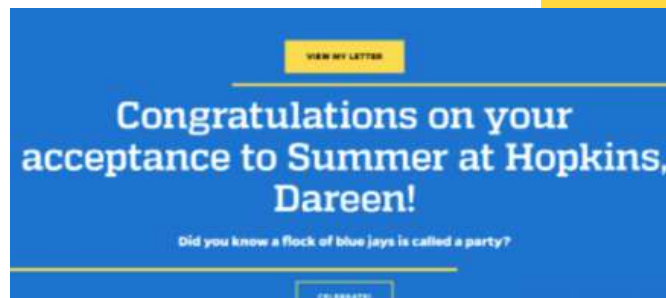 VIEW MY LETTER
Congratulations on your
acceptance to Summer at Hopkins,
Dareen!
Did you know a flock of blue jays is called a party?
CELEBRATE!